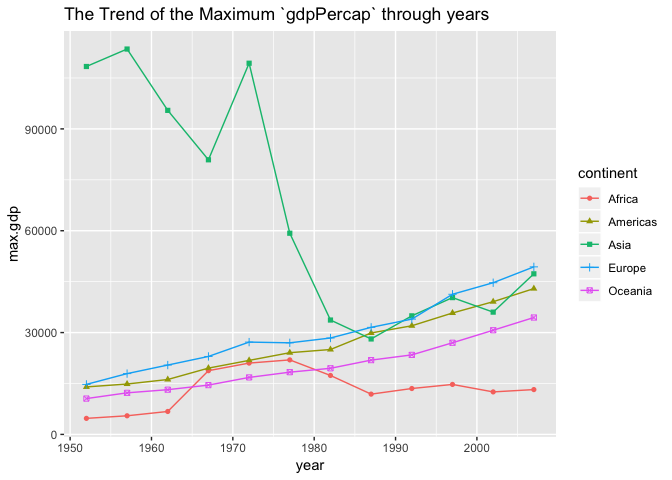 The Trend of the Maximum `gdpPercap` through years
max.gdp
90000
60000
30000
0
1950
1960
1970
1980
1990
2000
year
continent
Africa
Americas
Asia
Europe
Oceania